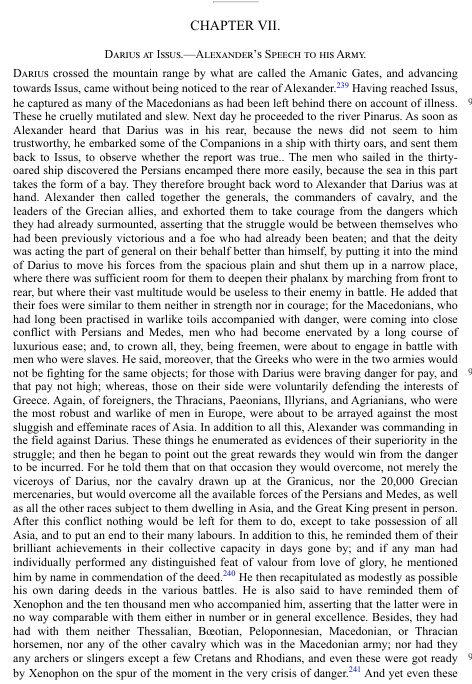 CHAPTER VII.
Darius at Issus.—Alexander's Speech to his Army.
Darius crossed the mountain range by what are called the Amanic Gates, and advancing
towards Issus, came without being noticed to the rear of Alexander.239 Having reached Issus,
he captured as many of the Macedonians as had been left behind there on account of illness. 9
These he cruelly mutilated and slew. Next day he proceeded to the river Pinarus. As soon as
Alexander heard that Darius was in his rear, because the news did not seem to him
trustworthy, he embarked some of the Companions in a ship with thirty oars, and sent them
back to Issus, to observe whether the report was true.. The men who sailed in the thirty-
oared ship discovered the Persians encamped there more easily, because the sea in this part
takes the form of a bay. They therefore brought back word to Alexander that Darius was at
hand. Alexander then called together the generals, the commanders of cavalry, and the
leaders of the Grecian allies, and exhorted them to take courage from the dangers which
they had already surmounted, asserting that the struggle would be between themselves who
had been previously victorious and a foe who had already been beaten; and that the deity
was acting the part of general on their behalf better than himself, by putting it into the mind
of Darius to move his forces from the spacious plain and shut them up in a narrow place,
where there was sufficient room for them to deepen their phalanx by marching from front to
rear, but where their vast multitude would be useless to their enemy in battle. He added that
their foes were similar to them neither in strength nor in courage; for the Macedonians, who
had long been practised in warlike toils accompanied with danger, were coming into close
conflict with Persians and Medes, men who had become enervated by a long course of
luxurious ease; and, to crown all, they, being freemen, were about to engage in battle with
men who were slaves. He said, moreover, that the Greeks who were in the two armies would
not be fighting for the same objects; for those with Darius were braving danger for pay, and 9
that pay not high; whereas, those on their side were voluntarily defending the interests of
Greece. Again, of foreigners, the Thracians, Paeonians, Illyrians, and Agrianians, who were
the most robust and warlike of men in Europe, were about to be arrayed against the most
sluggish and effeminate races of Asia. In addition to all this, Alexander was commanding in
the field against Darius. These things he enumerated as evidences of their superiority in the
struggle; and then he began to point out the great rewards they would win from the danger
to be incurred. For he told them that on that occasion they would overcome, not merely the
viceroys of Darius, nor the cavalry drawn up at the Granicus, nor the 20,000 Grecian
mercenaries, but would overcome all the available forces of the Persians and Medes, as well
as all the other races subject to them dwelling in Asia, and the Great King present in person.
After this conflict nothing would be left for them to do, except to take possession of all
Asia, and to put an end to their many labours. In addition to this, he reminded them of their
brilliant achievements in their collective capacity in days gone by; and if any man had
individually performed any distinguished feat of valour from love of glory, he mentioned
him by name in commendation of the deed.240 He then recapitulated as modestly as possible
his own daring deeds in the various battles. He is also said to have reminded them of
Xenophon and the ten thousand men who accompanied him, asserting that the latter were in
no way comparable with them either in number or in general excellence. Besides, they had
had with them neither Thessalian, Bœotian, Peloponnesian, Macedonian, or Thracian
horsemen, nor any of the other cavalry which was in the Macedonian army; nor had they
any archers or slingers except a few Cretans and Rhodians, and even these were got ready 9
by Xenophon on the spur of the moment in the very crisis of danger.241 And yet even these